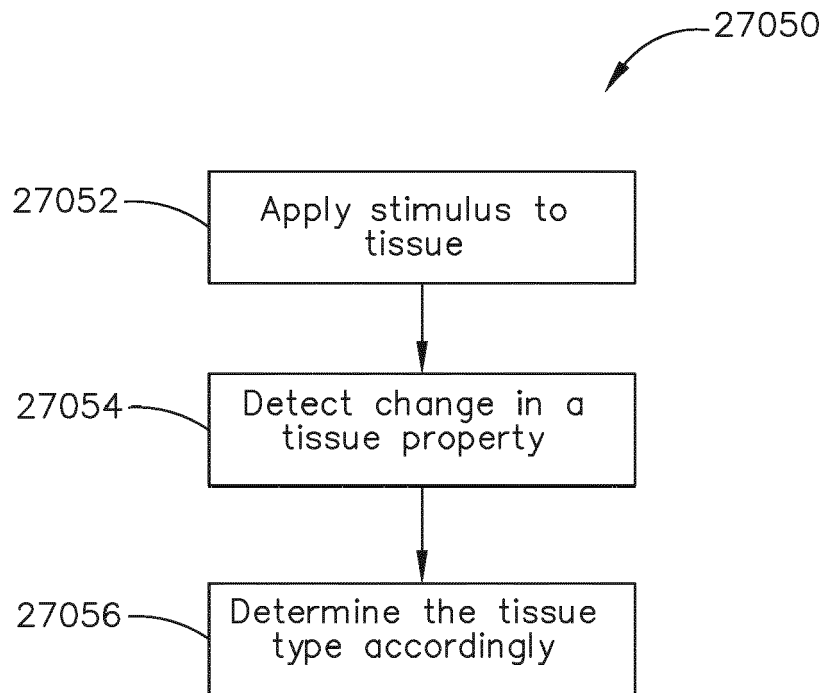 27050
27052
Apply stimulus to
tissue
27054
Detect change in a
tissue property
27056
Determine the tissue
type accordingly